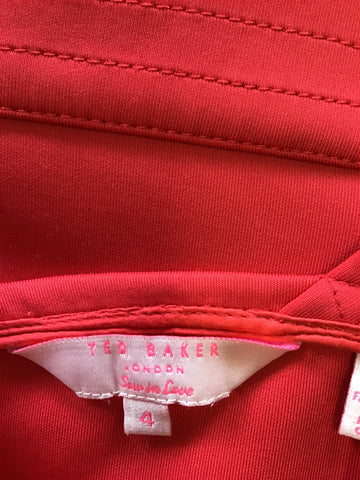 TED BAKER
LONDON
Sew in Love
4